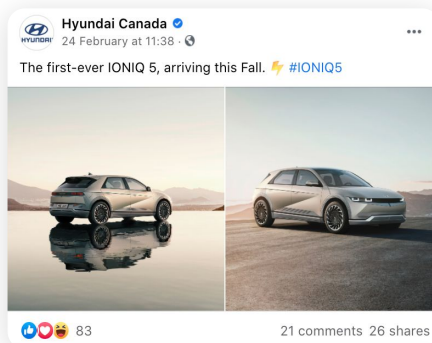 Hyundai Canada
HYUNDAI
24 February at 11:38 ·
The first-ever IONIQ 5, arriving this Fall. #IONIQ5
83
21 comments 26 shares